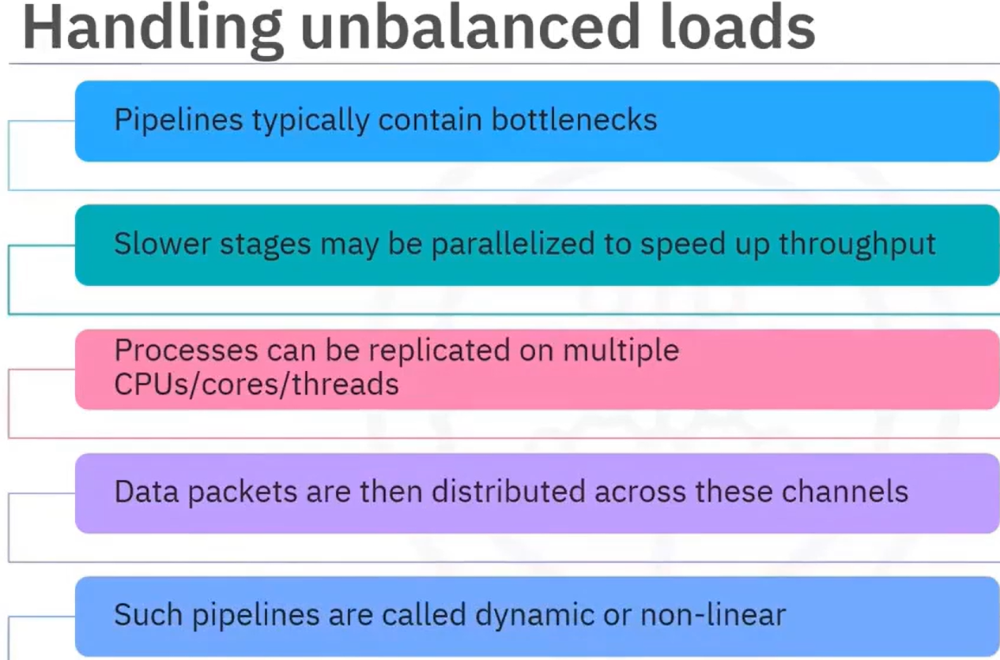 Handling unbalanced loads
Pipelines typically contain bottlenecks
Slower stages may be parallelized to speed up throughput
Processes can be replicated on multiple
CPUs/cores/threads
Data packets are then distributed across these channels
Such pipelines are called dynamic or non-linear